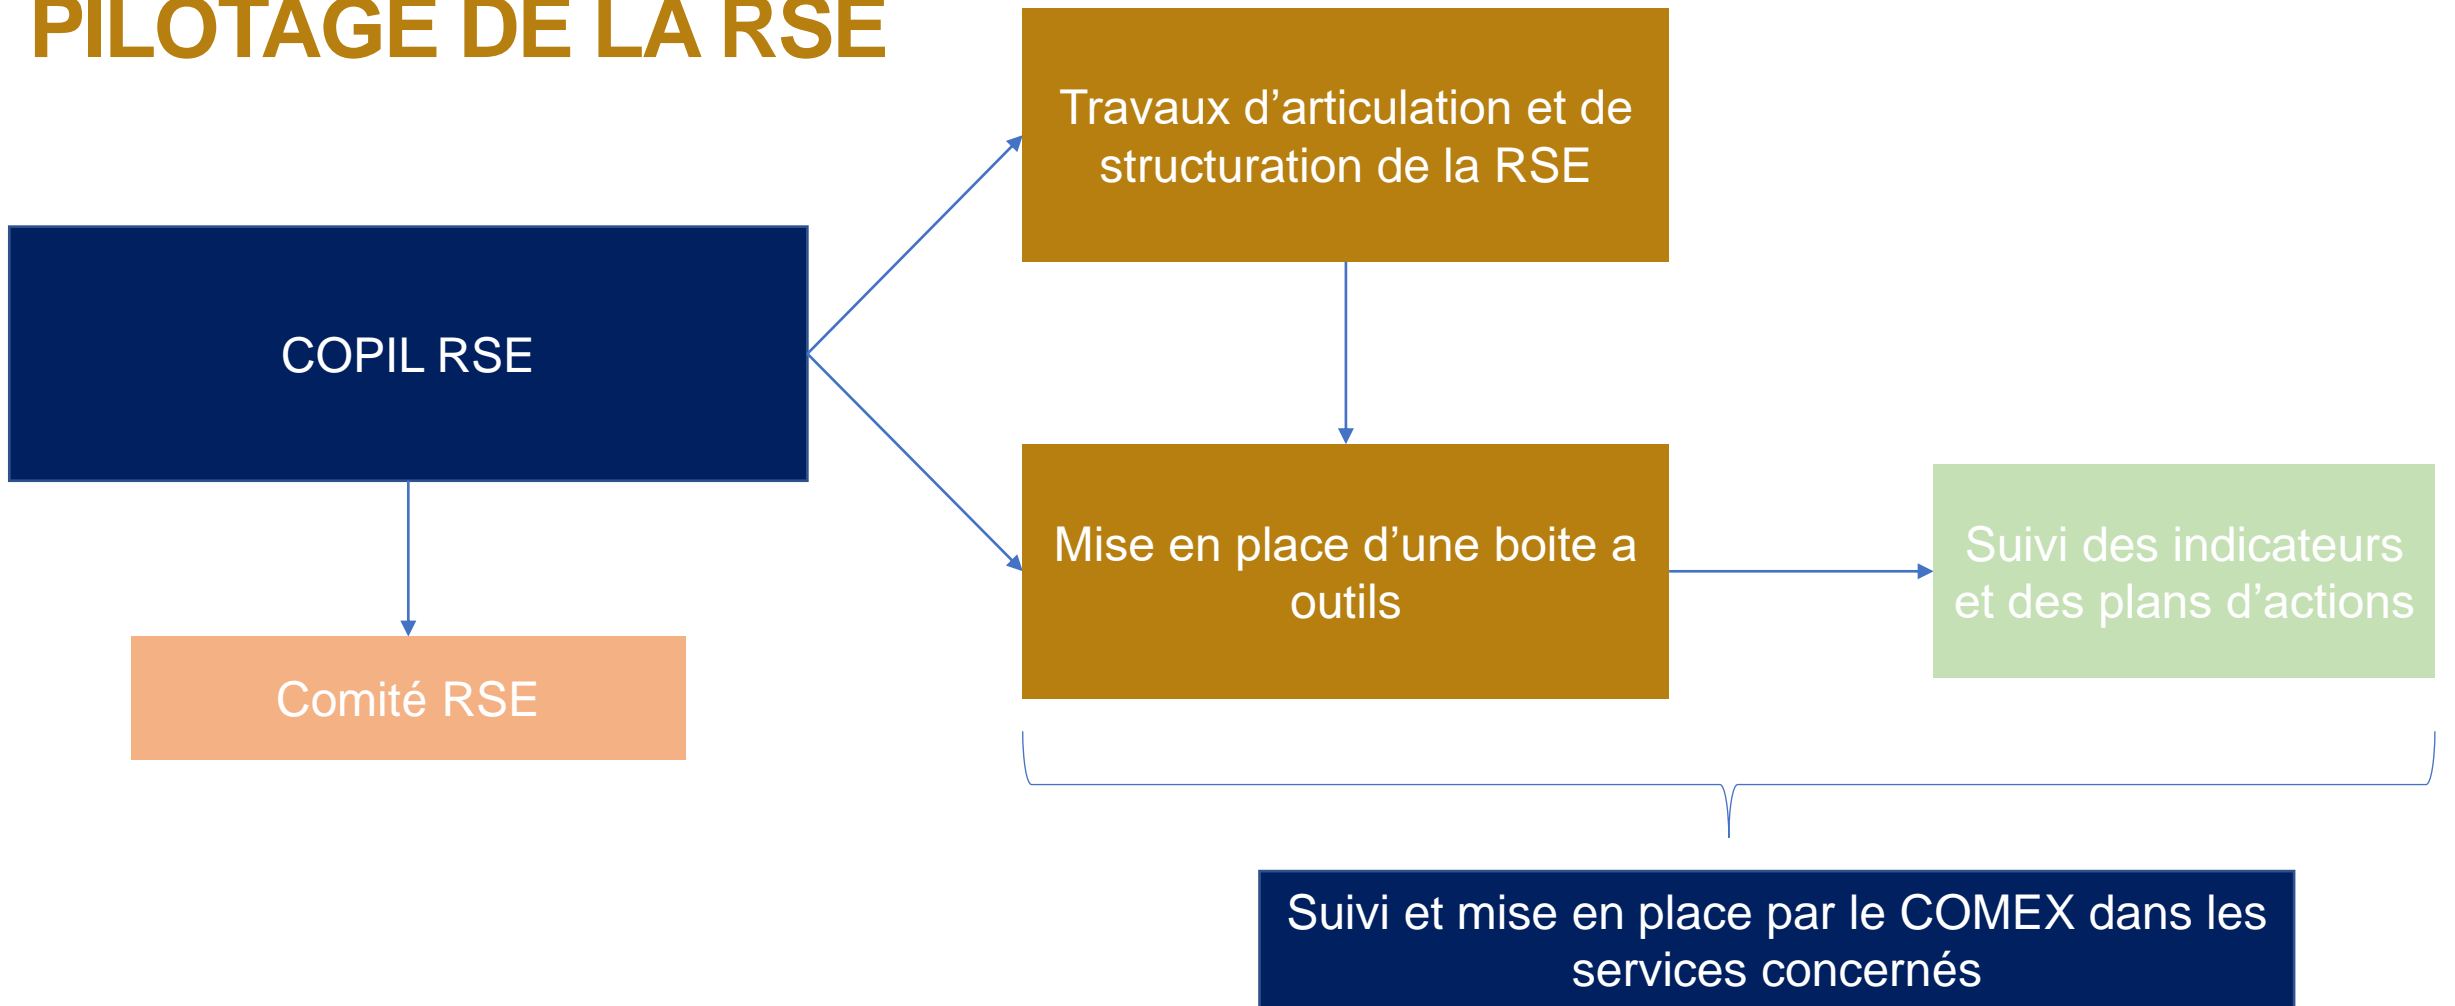 PILOTAGE DE LA RSE
Travaux d’articulation et de
structuration de la RSE
COPIL RSE
Mise en place d’une boite a
outils
Suivi des indicateurs
et des plans d’actions
Comité RSE
Suivi et mise en place par le COMEX dans les
services concernés